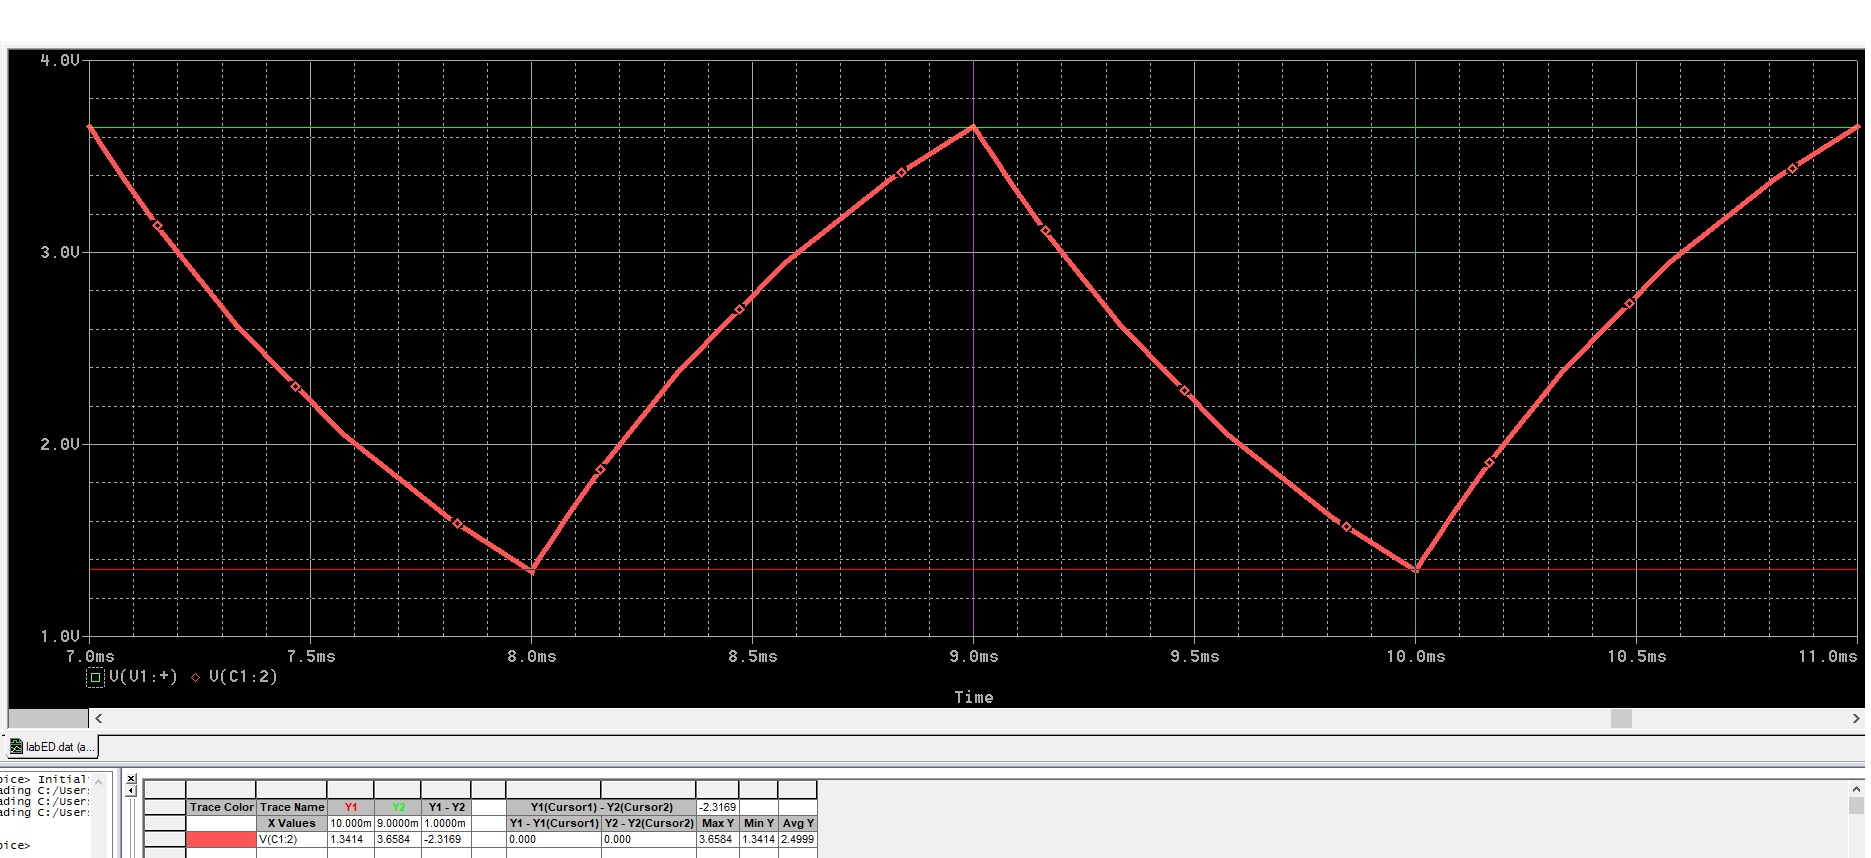 4.0V
3.0V
2.0V
1.0V
7.0ms 7.5ms 8.0ms 8.5ms 9.0ms 9.5ms 10.0ms 10.5ms 11.0ms
V(V1:+) V(C1:2)
Time
labED.dat (a...
pice> Initial
ading C:/User:
ading C:/User:
ading C:/User:
pice>
Trace Color Trace Name Y1 Y2 Y1 - Y2 Y1(Cursor1) - Y2(Cursor2) -2.3169
X Values 10.000m 9.0000m 1.0000m Y1 - Y1(Cursor1) Y2 - Y2(Cursor2) Max Y Min Y Avg Y
V(C1:2) 1.3414 3.6584 -2.3169 0.000 0.000 3.6584 1.3414 2.4999